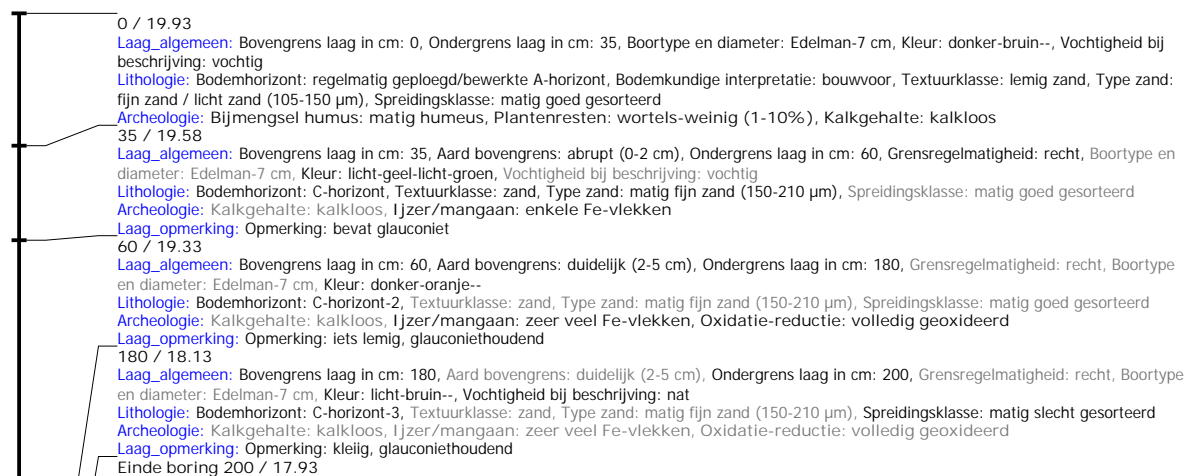 0 / 19.93
Laag_algemeen: Bovengrens laag in cm: 0, Ondergrens laag in cm: 35, Boortype en diameter: Edelman-7 cm, Kleur: donker-bruin--, Vochtigheid bij
beschrijving: vochtig
Lithologie: Bodemhorizont: regelmatig geploegd/bewerkte A-horizont, Bodemkundige interpretatie: bouwvoor, Textuurklasse: lemig zand, Type zand:
fijn zand / licht zand (105-150 µm), Spreidingsklasse: matig goed gesorteerd
Archeologie: Bijmengsel humus: matig humeus, Plantenresten: wortels-weinig (1-10%), Kalkgehalte: kalkloos
35 / 19.58
Laag_algemeen: Bovengrens laag in cm: 35, Aard bovengrens: abrupt (0-2 cm), Ondergrens laag in cm: 60, Grensregelmatigheid: recht, Boortype en
diameter: Edelman-7 cm, Kleur: licht-geel-licht-groen, Vochtigheid bij beschrijving: vochtig
Lithologie: Bodemhorizont: C-horizont, Textuurklasse: zand, Type zand: matig fijn zand (150-210 µm), Spreidingsklasse: matig goed gesorteerd
Archeologie: Kalkgehalte: kalkloos, Ijzer/mangaan: enkele Fe-vlekken
Laag_opmerking: Opmerking: bevat glauconiet
60 / 19.33
Laag_algemeen: Bovengrens laag in cm: 60, Aard bovengrens: duidelijk (2-5 cm), Ondergrens laag in cm: 180, Grensregelmatigheid: recht, Boortype
en diameter: Edelman-7 cm, Kleur: donker-oranje--
Lithologie: Bodemhorizont: C-horizont-2, Textuurklasse: zand, Type zand: matig fijn zand (150-210 µm), Spreidingsklasse: matig goed gesorteerd
Archeologie: Kalkgehalte: kalkloos, Ijzer/mangaan: zeer veel Fe-vlekken, Oxidatie-reductie: volledig geoxideerd
Laag_opmerking: Opmerking: iets lemig, glauconiethoudend
180 / 18.13
Laag_algemeen: Bovengrens laag in cm: 180, Aard bovengrens: duidelijk (2-5 cm), Ondergrens laag in cm: 200, Grensregelmatigheid: recht, Boortype
en diameter: Edelman-7 cm, Kleur: licht-bruin--, Vochtigheid bij beschrijving: nat
Lithologie: Bodemhorizont: C-horizont-3, Textuurklasse: zand, Type zand: matig fijn zand (150-210 µm), Spreidingsklasse: matig slecht gesorteerd
Archeologie: Kalkgehalte: kalkloos, Ijzer/mangaan: zeer veel Fe-vlekken, Oxidatie-reductie: volledig geoxideerd
Laag_opmerking: Opmerking: kleiig, glauconiethoudend
Einde boring 200 / 17.93